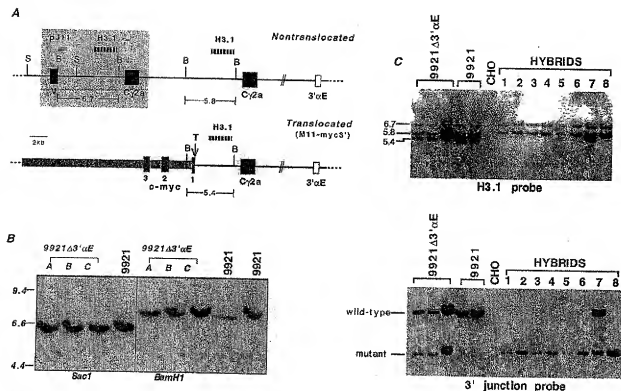 A
H3.1
Nontranslocated
S
S
B
B
B
B
Cγ2a
5.8
3'αE
Translocated
(M11-myc3')
2KB
T
H3.1
B
B
3
2
1
c-myc
Cγ2a
3'αE
5.4
B
9921Δ3'αE
9921Δ3'αE
A B C 9921 A B C 9921 9921
9.4
6.6
4.4
Sac1
BamH1
C
9921Δ3'αE
9921
CHO
HYBRIDS
1 2 3 4 5 6 7 8
6.7
5.8
5.4
H3.1 probe
9921Δ3'αE
9921
CHO
HYBRIDS
1 2 3 4 5 6 7 8
wild-type
mutant
3' junction probe